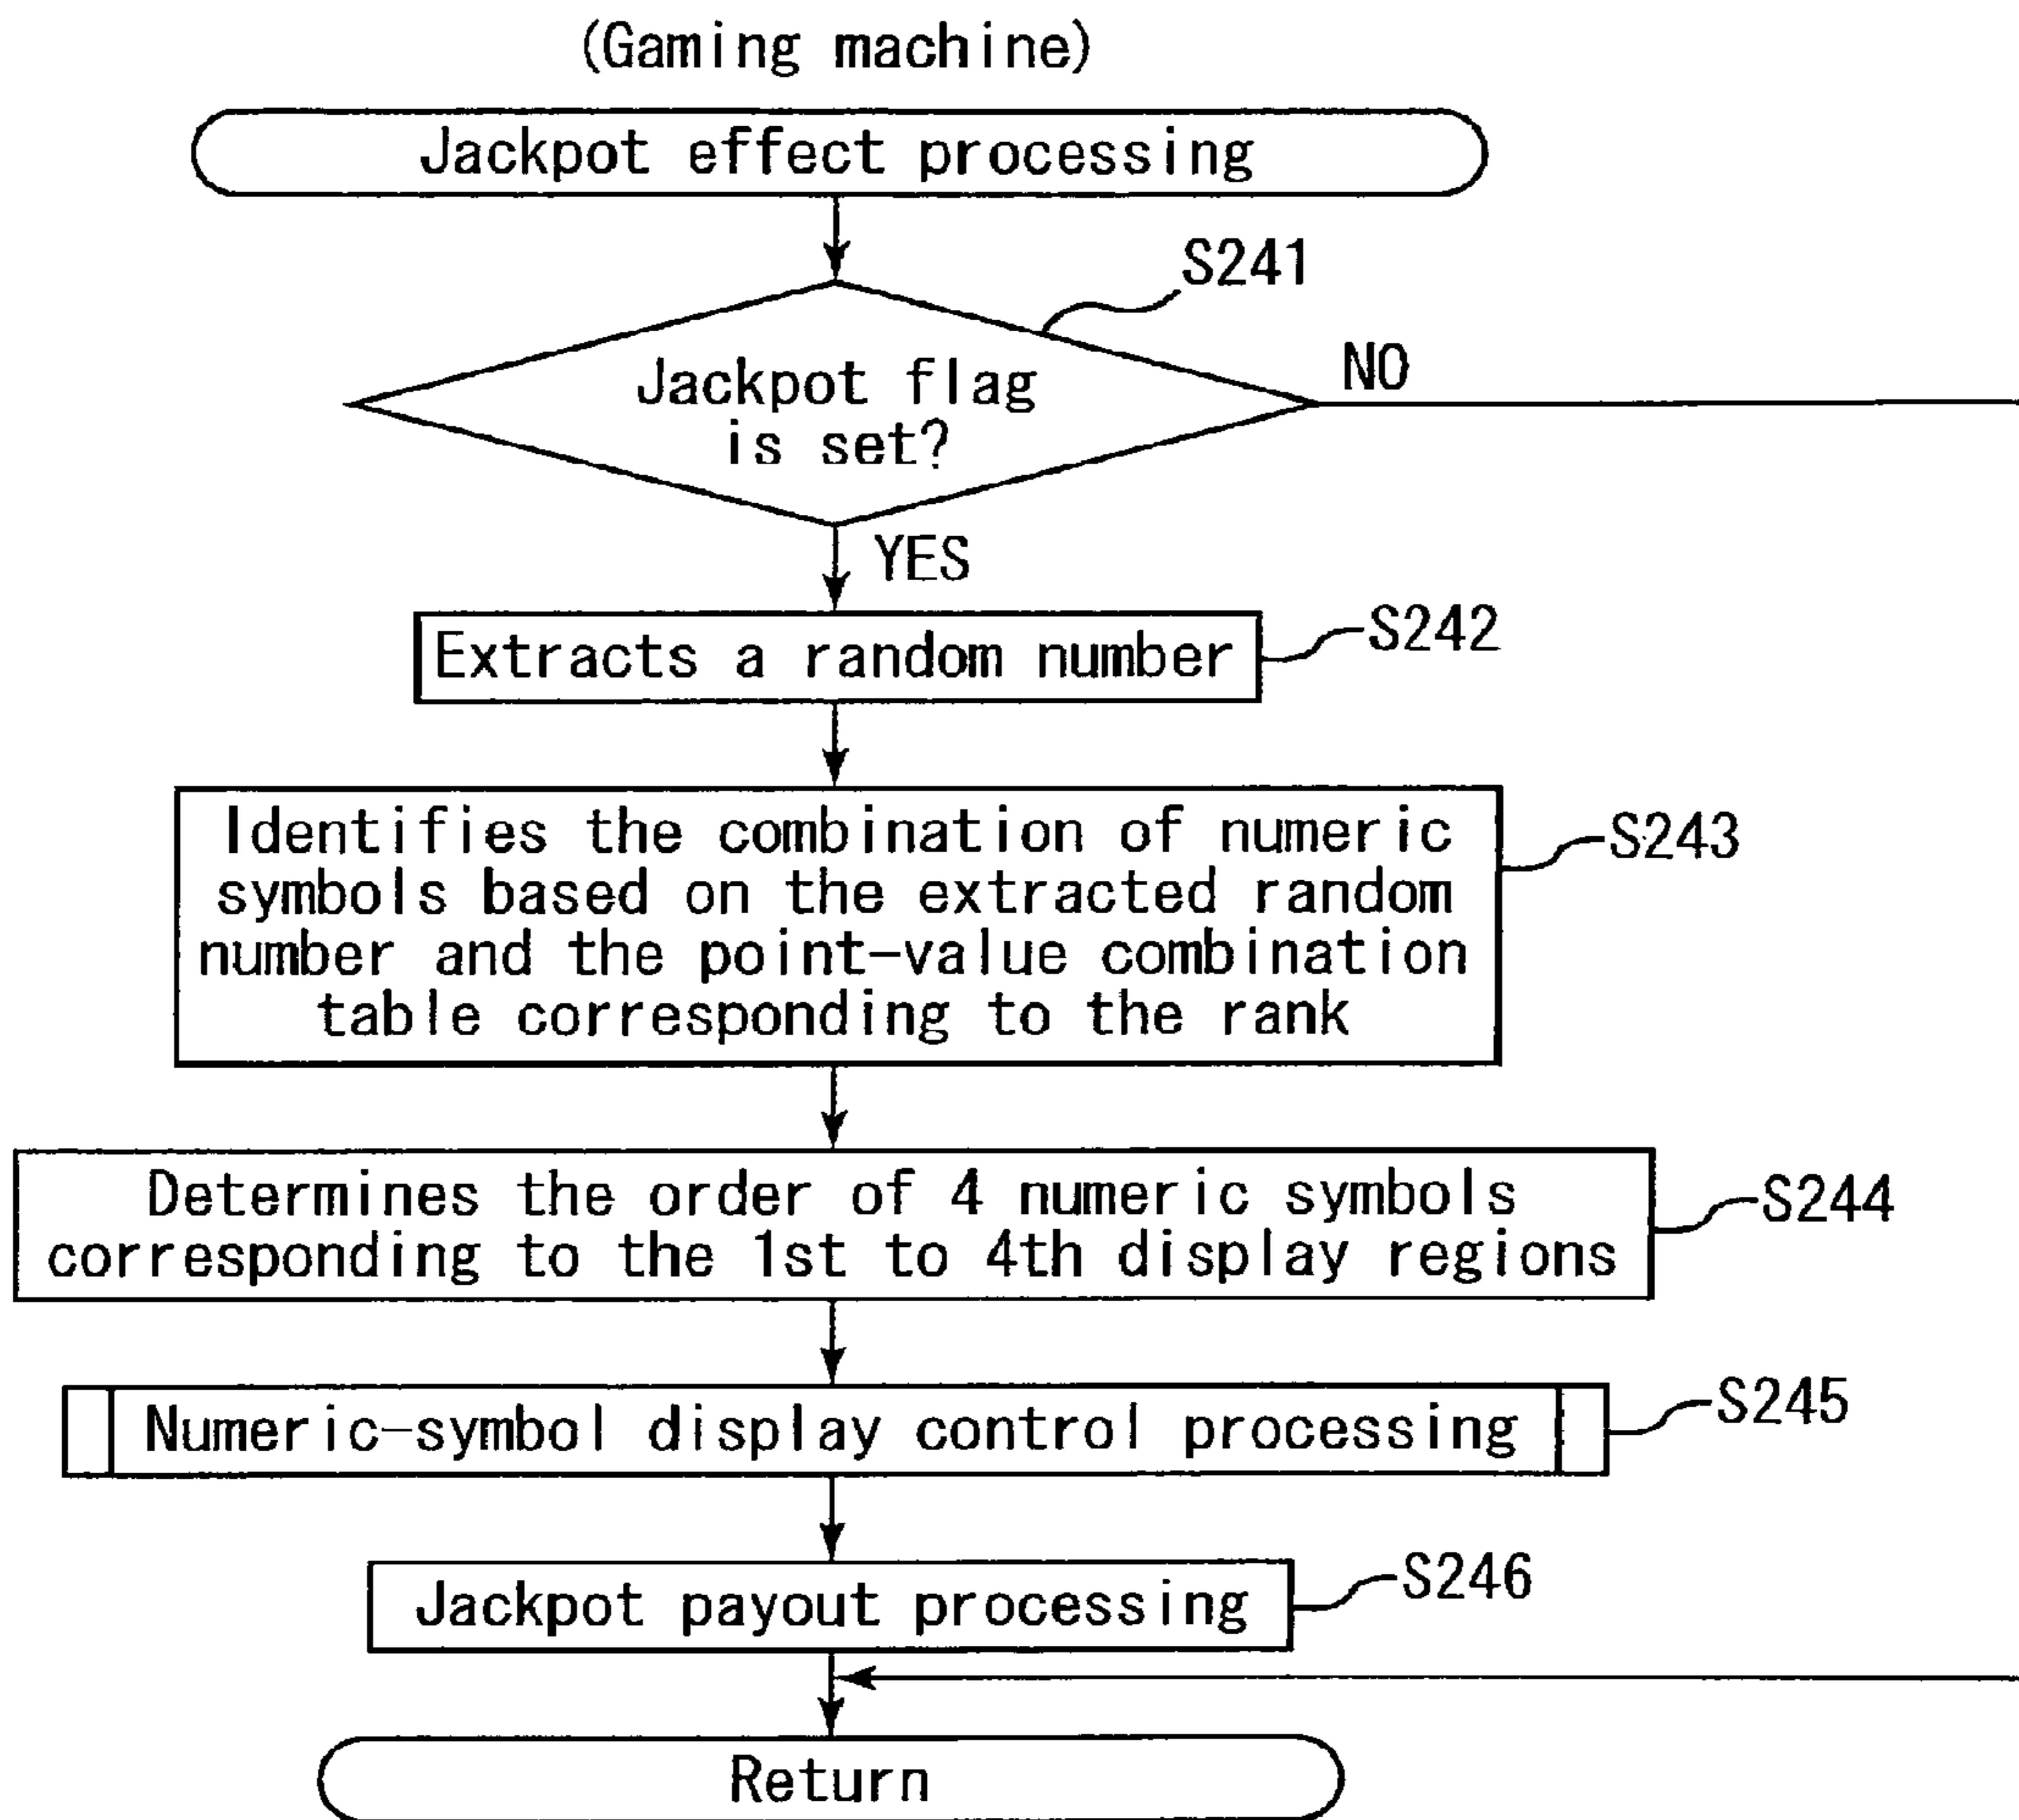 (Gaming machine)
Jackpot effect processing
S241
Jackpot flag
is set?
NO
YES
Extracts a random number
S242
Identifies the combination of numeric
symbols based on the extracted random
number and the point-value combination
table corresponding to the rank
S243
Determines the order of 4 numeric symbols
corresponding to the 1st to 4th display regions
S244
Numeric-symbol display control processing
S245
Jackpot payout processing
S246
Return